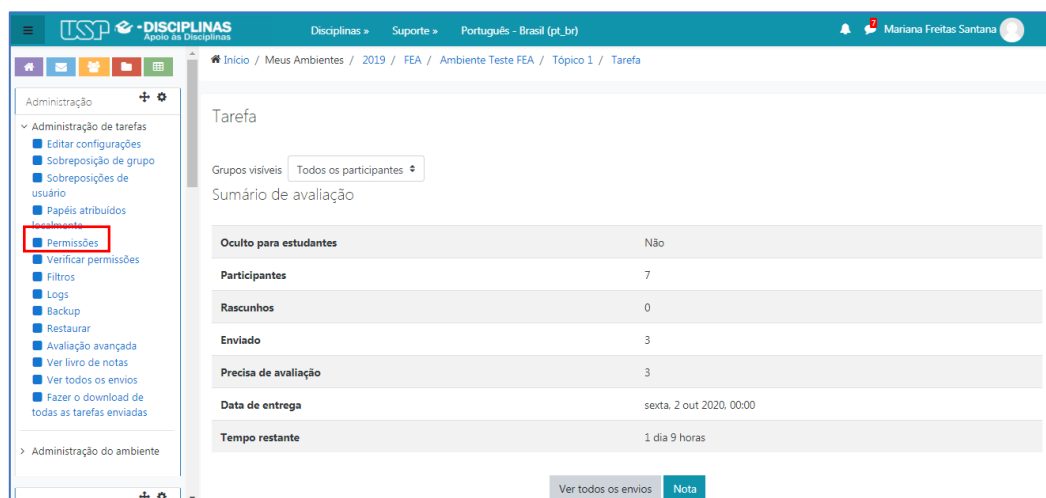 USP e-DISCIPLINAS
Apoio às Disciplinas
Disciplinas »
Suporte »
Português - Brasil (pt_br)
7
Mariana Freitas Santana
Início / Meus Ambientes / 2019 / FEA / Ambiente Teste FEA / Tópico 1 / Tarefa
Administração
Administração de tarefas
Editar configurações
Sobreposição de grupo
Sobreposições de
usuário
Papéis atribuídos
localmente
Permissões
Verificar permissões
Filtros
Logs
Backup
Restaurar
Avaliação avançada
Ver livro de notas
Ver todos os envios
Fazer o download de
todas as tarefas enviadas
Administração do ambiente
Tarefa
Grupos visíveis Todos os participantes
Sumário de avaliação
Oculto para estudantes Não
Participantes 7
Rascunhos 0
Enviado 3
Precisa de avaliação 3
Data de entrega sexta, 2 out 2020, 00:00
Tempo restante 1 dia 9 horas
Ver todos os envios Nota